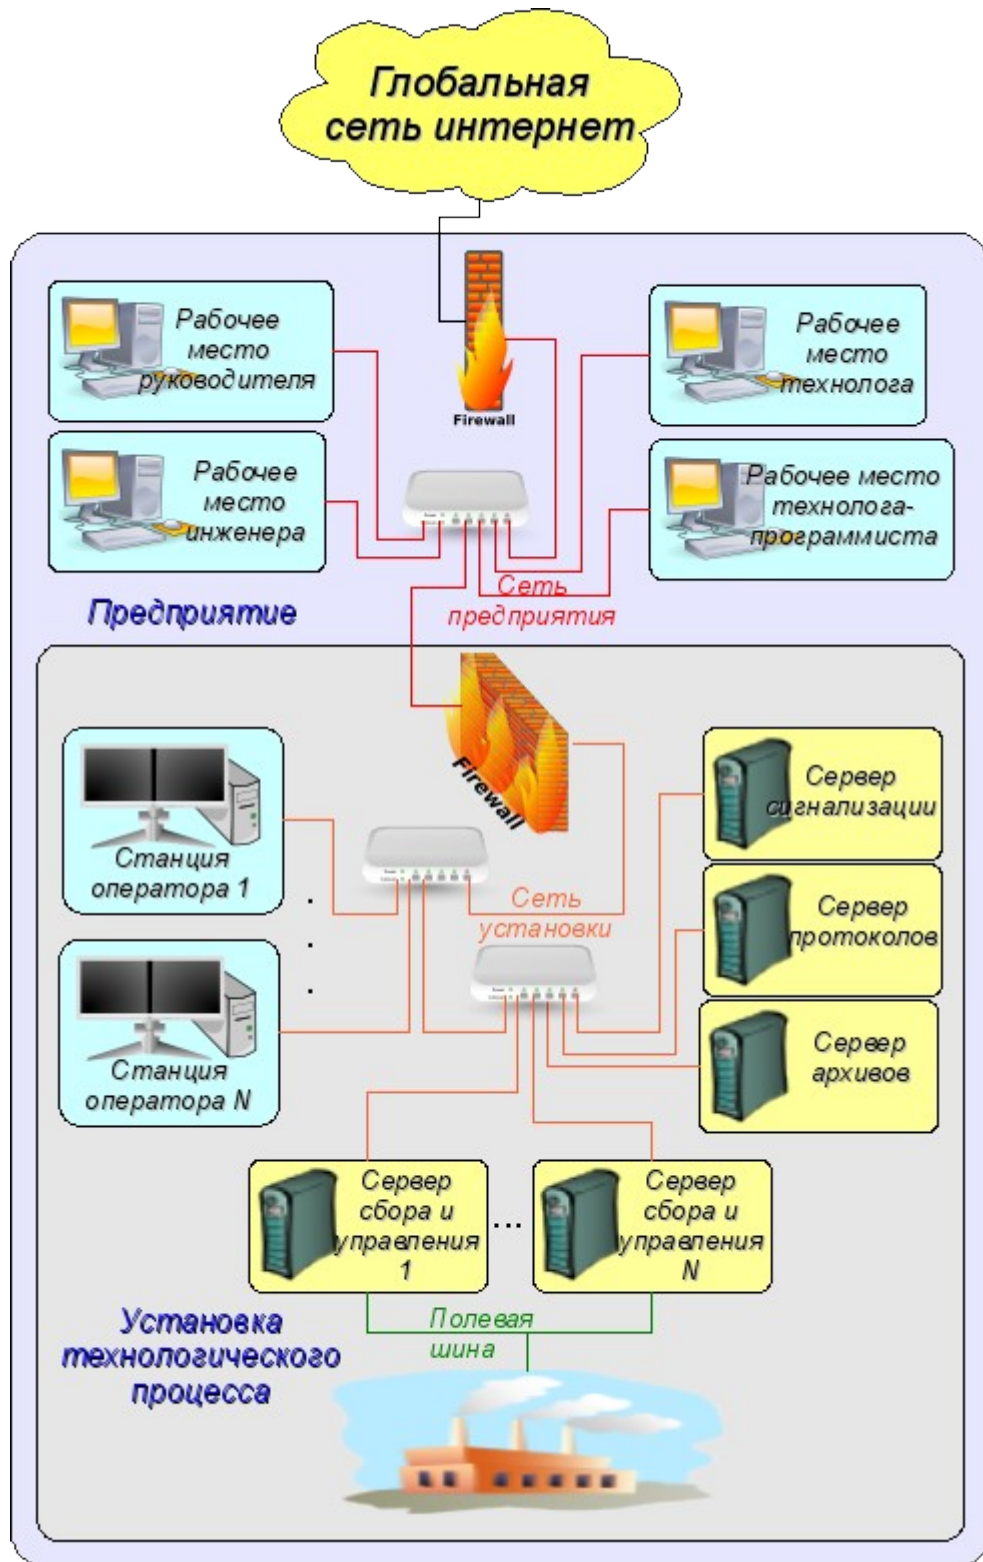 Глобальная
сеть интернет
Рабочее
место
руководителя
Firewall
Рабочее
место
технолога
Рабочее
место
инженера
Рабочее место
технолога-
программиста
Сеть
предприятия
Предприятие
Firewall
Станция
оператора 1
Сервер
сигнализации
Сеть
установки
Сервер
протоколов
.
.
.
Станция
оператора N
Сервер
архивов
Сервер
сбора и
управления
1
...
Сервер
сбора и
управления
N
Полевая
шина
Установка
технологического
процесса